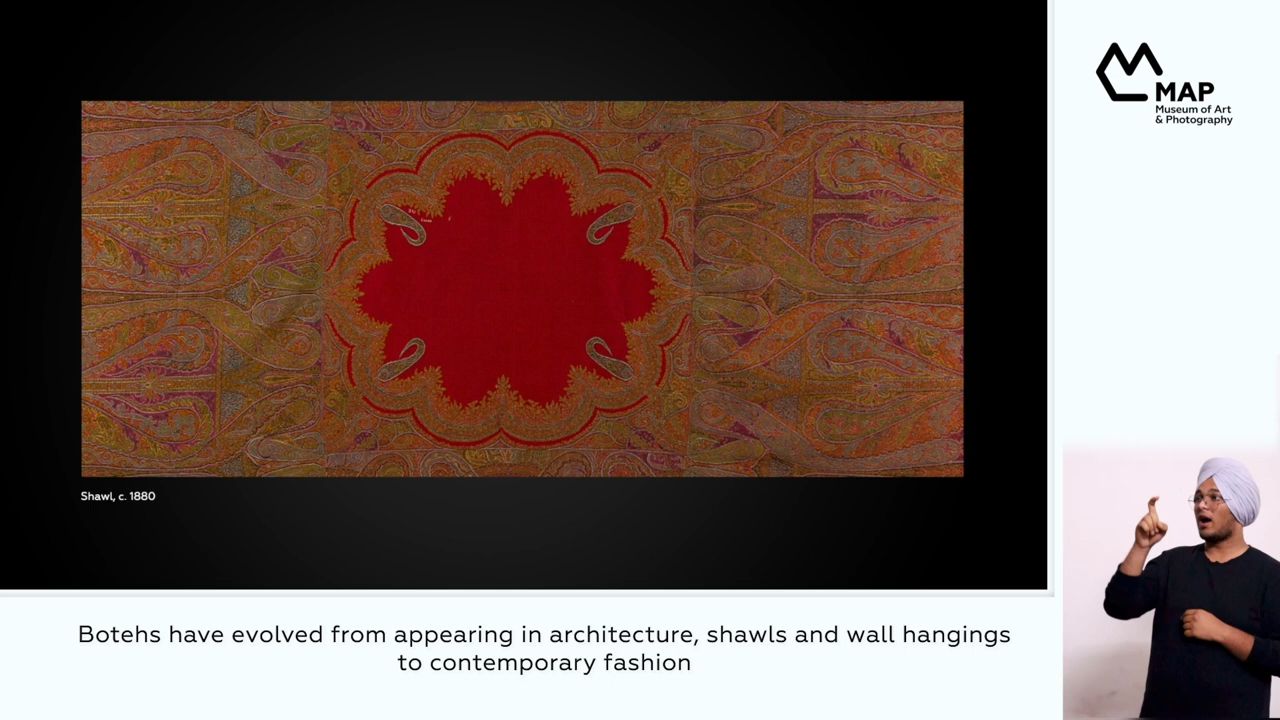 MAP
Museum of Art
& Photography
Shawl, c. 1880
Botehs have evolved from appearing in architecture, shawls and wall hangings
to contemporary fashion